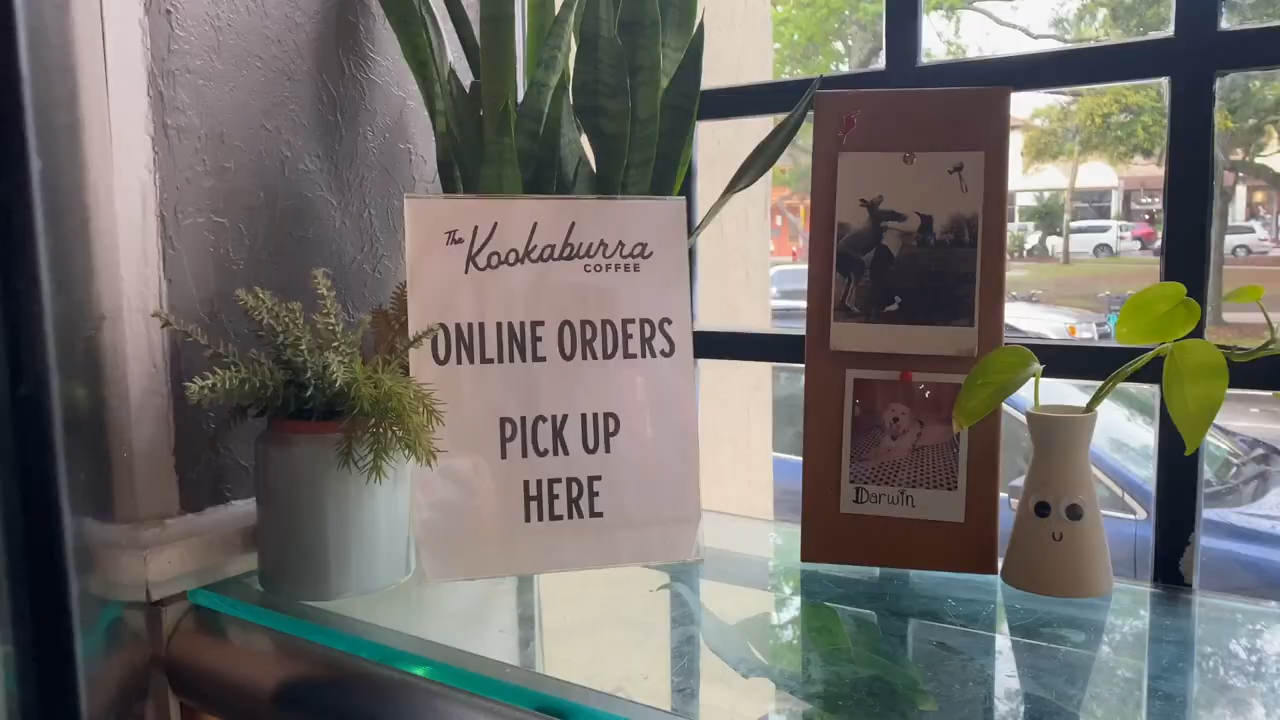 The Kookaburra
COFFEE
ONLINE ORDERS
PICK UP
HERE
Darwin